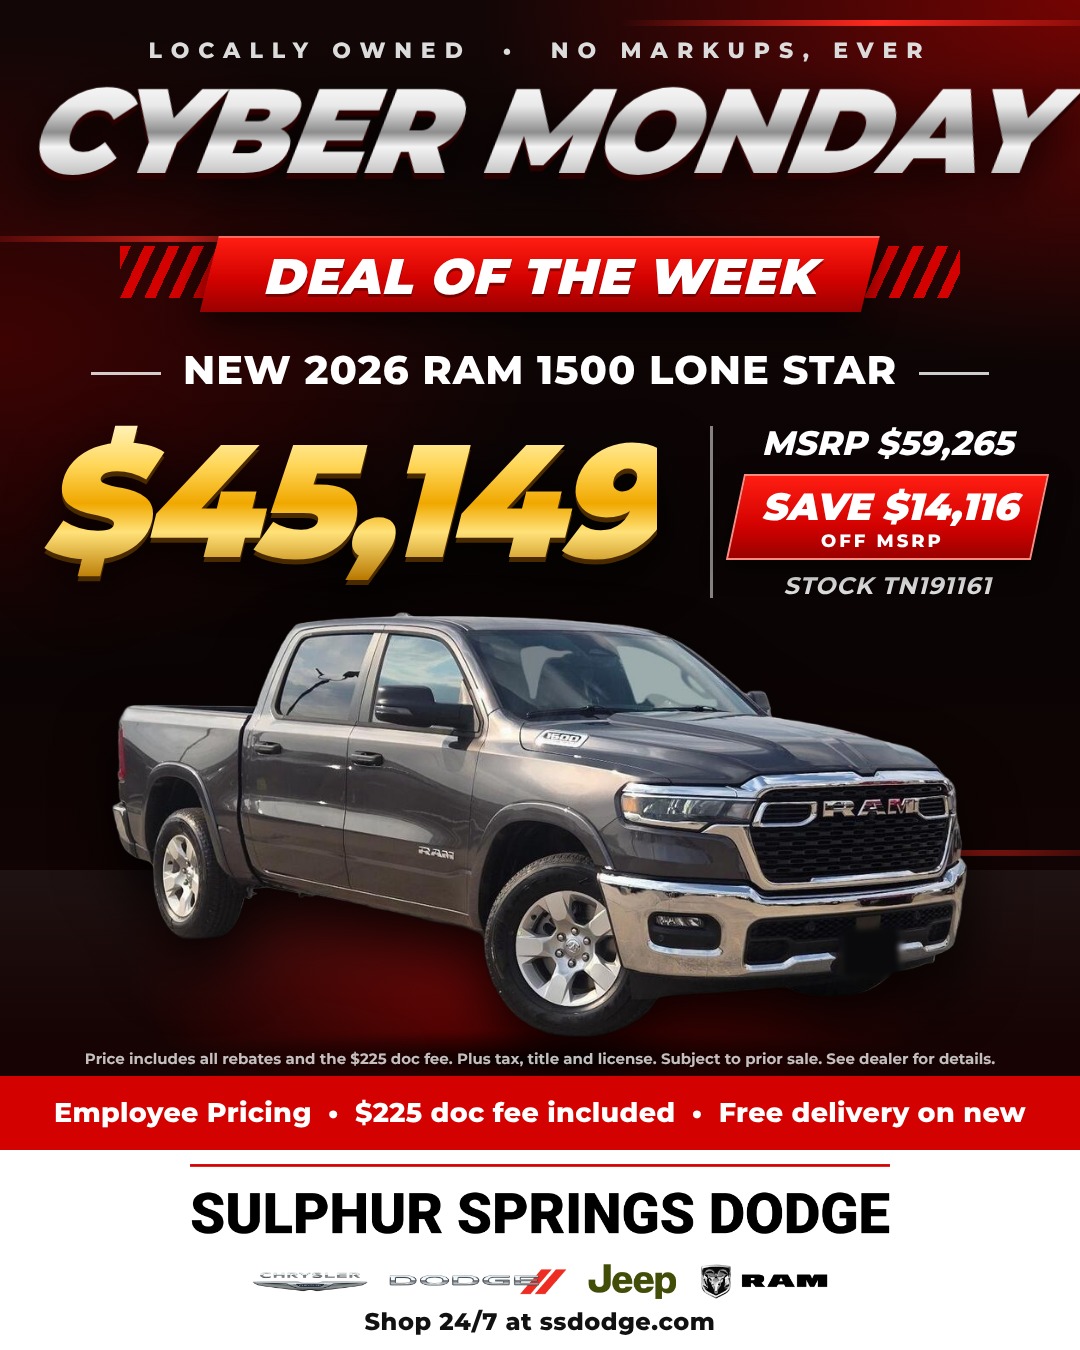 LOCALLY OWNED • NO MARKUPS, EVER
CYBER MONDAY
DEAL OF THE WEEK
NEW 2026 RAM 1500 LONE STAR
$45,149
MSRP $59,265
SAVE $14,116
OFF MSRP
STOCK TN191161
1500
RAM
RAM
Price includes all rebates and the $225 doc fee. Plus tax, title and license. Subject to prior sale. See dealer for details.
Employee Pricing • $225 doc fee included • Free delivery on new
SULPHUR SPRINGS DODGE
CHRYSLER DODGE Jeep RAM
Shop 24/7 at ssdodge.com